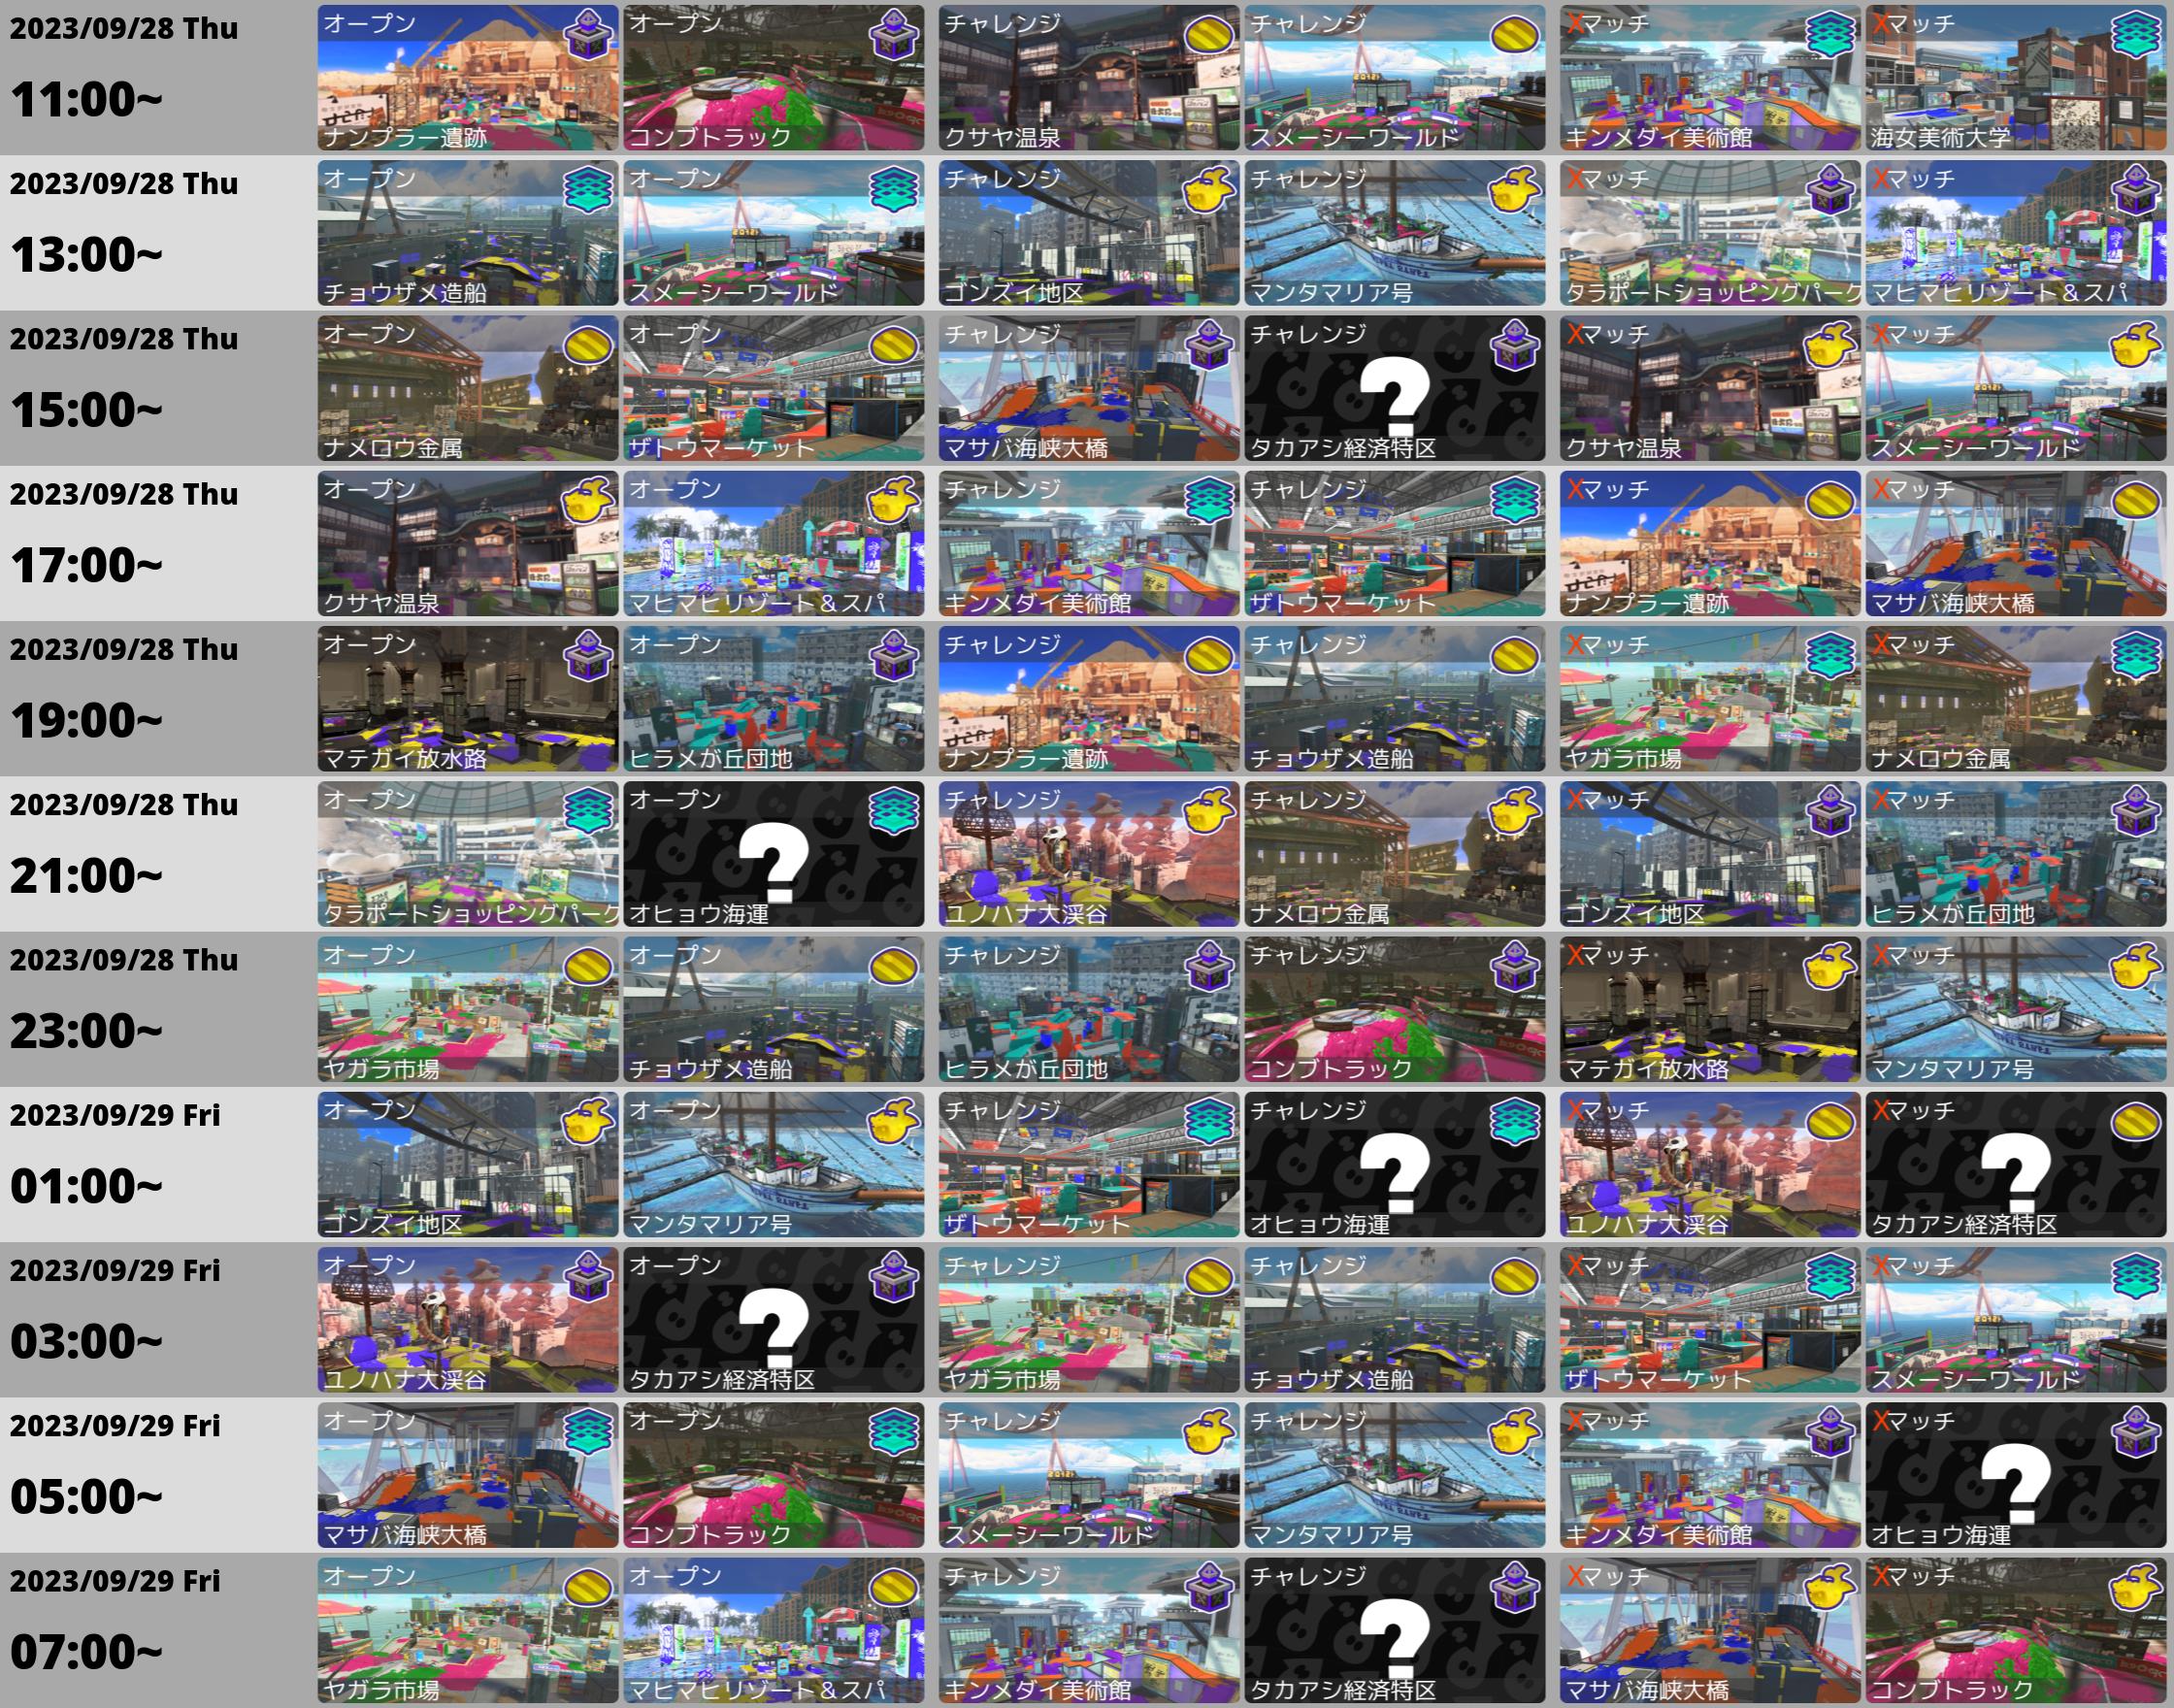 2023/09/28 Thu
11:00~
オープン
ナンプラー遺跡
オープン
コンブトラック
チャレンジ
クサヤ温泉
チャレンジ
スメーシーワールド
Xマッチ
キンメダイ美術館
Xマッチ
海女美術大学
2023/09/28 Thu
13:00~
オープン
チョウザメ造船
オープン
スメーシーワールド
チャレンジ
ゴンズイ地区
チャレンジ
マンタマリア号
Xマッチ
タラポートショッピングパーク
Xマッチ
マヒマヒリゾート&スパ
2023/09/28 Thu
15:00~
オープン
ナメロウ金属
オープン
ザトウマーケット
チャレンジ
マサバ海峡大橋
チャレンジ
?
タカアシ経済特区
Xマッチ
クサヤ温泉
Xマッチ
スメーシーワールド
2023/09/28 Thu
17:00~
オープン
クサヤ温泉
オープン
マヒマヒリゾート&スパ
チャレンジ
キンメダイ美術館
チャレンジ
ザトウマーケット
Xマッチ
ナンプラー遺跡
Xマッチ
マサバ海峡大橋
2023/09/28 Thu
19:00~
オープン
マテガイ放水路
オープン
ヒラメが丘団地
チャレンジ
ナンプラー遺跡
チャレンジ
チョウザメ造船
Xマッチ
ヤガラ市場
Xマッチ
ナメロウ金属
2023/09/28 Thu
21:00~
オープン
タラポートショッピングパーク
オープン
?
オヒョウ海運
チャレンジ
ユノハナ大渓谷
チャレンジ
ナメロウ金属
Xマッチ
ゴンズイ地区
Xマッチ
ヒラメが丘団地
2023/09/28 Thu
23:00~
オープン
ヤガラ市場
オープン
チョウザメ造船
チャレンジ
ヒラメが丘団地
チャレンジ
コンブトラック
Xマッチ
マテガイ放水路
Xマッチ
マンタマリア号
2023/09/29 Fri
01:00~
オープン
ゴンズイ地区
オープン
マンタマリア号
チャレンジ
ザトウマーケット
チャレンジ
?
オヒョウ海運
Xマッチ
ユノハナ大渓谷
Xマッチ
?
タカアシ経済特区
2023/09/29 Fri
03:00~
オープン
ユノハナ大渓谷
オープン
?
タカアシ経済特区
チャレンジ
ヤガラ市場
チャレンジ
チョウザメ造船
Xマッチ
ザトウマーケット
Xマッチ
スメーシーワールド
2023/09/29 Fri
05:00~
オープン
マサバ海峡大橋
オープン
コンブトラック
チャレンジ
スメーシーワールド
チャレンジ
マンタマリア号
Xマッチ
キンメダイ美術館
Xマッチ
?
オヒョウ海運
2023/09/29 Fri
07:00~
オープン
ヤガラ市場
オープン
マヒマヒリゾート&スパ
チャレンジ
キンメダイ美術館
チャレンジ
?
タカアシ経済特区
Xマッチ
マサバ海峡大橋
Xマッチ
コンブトラック